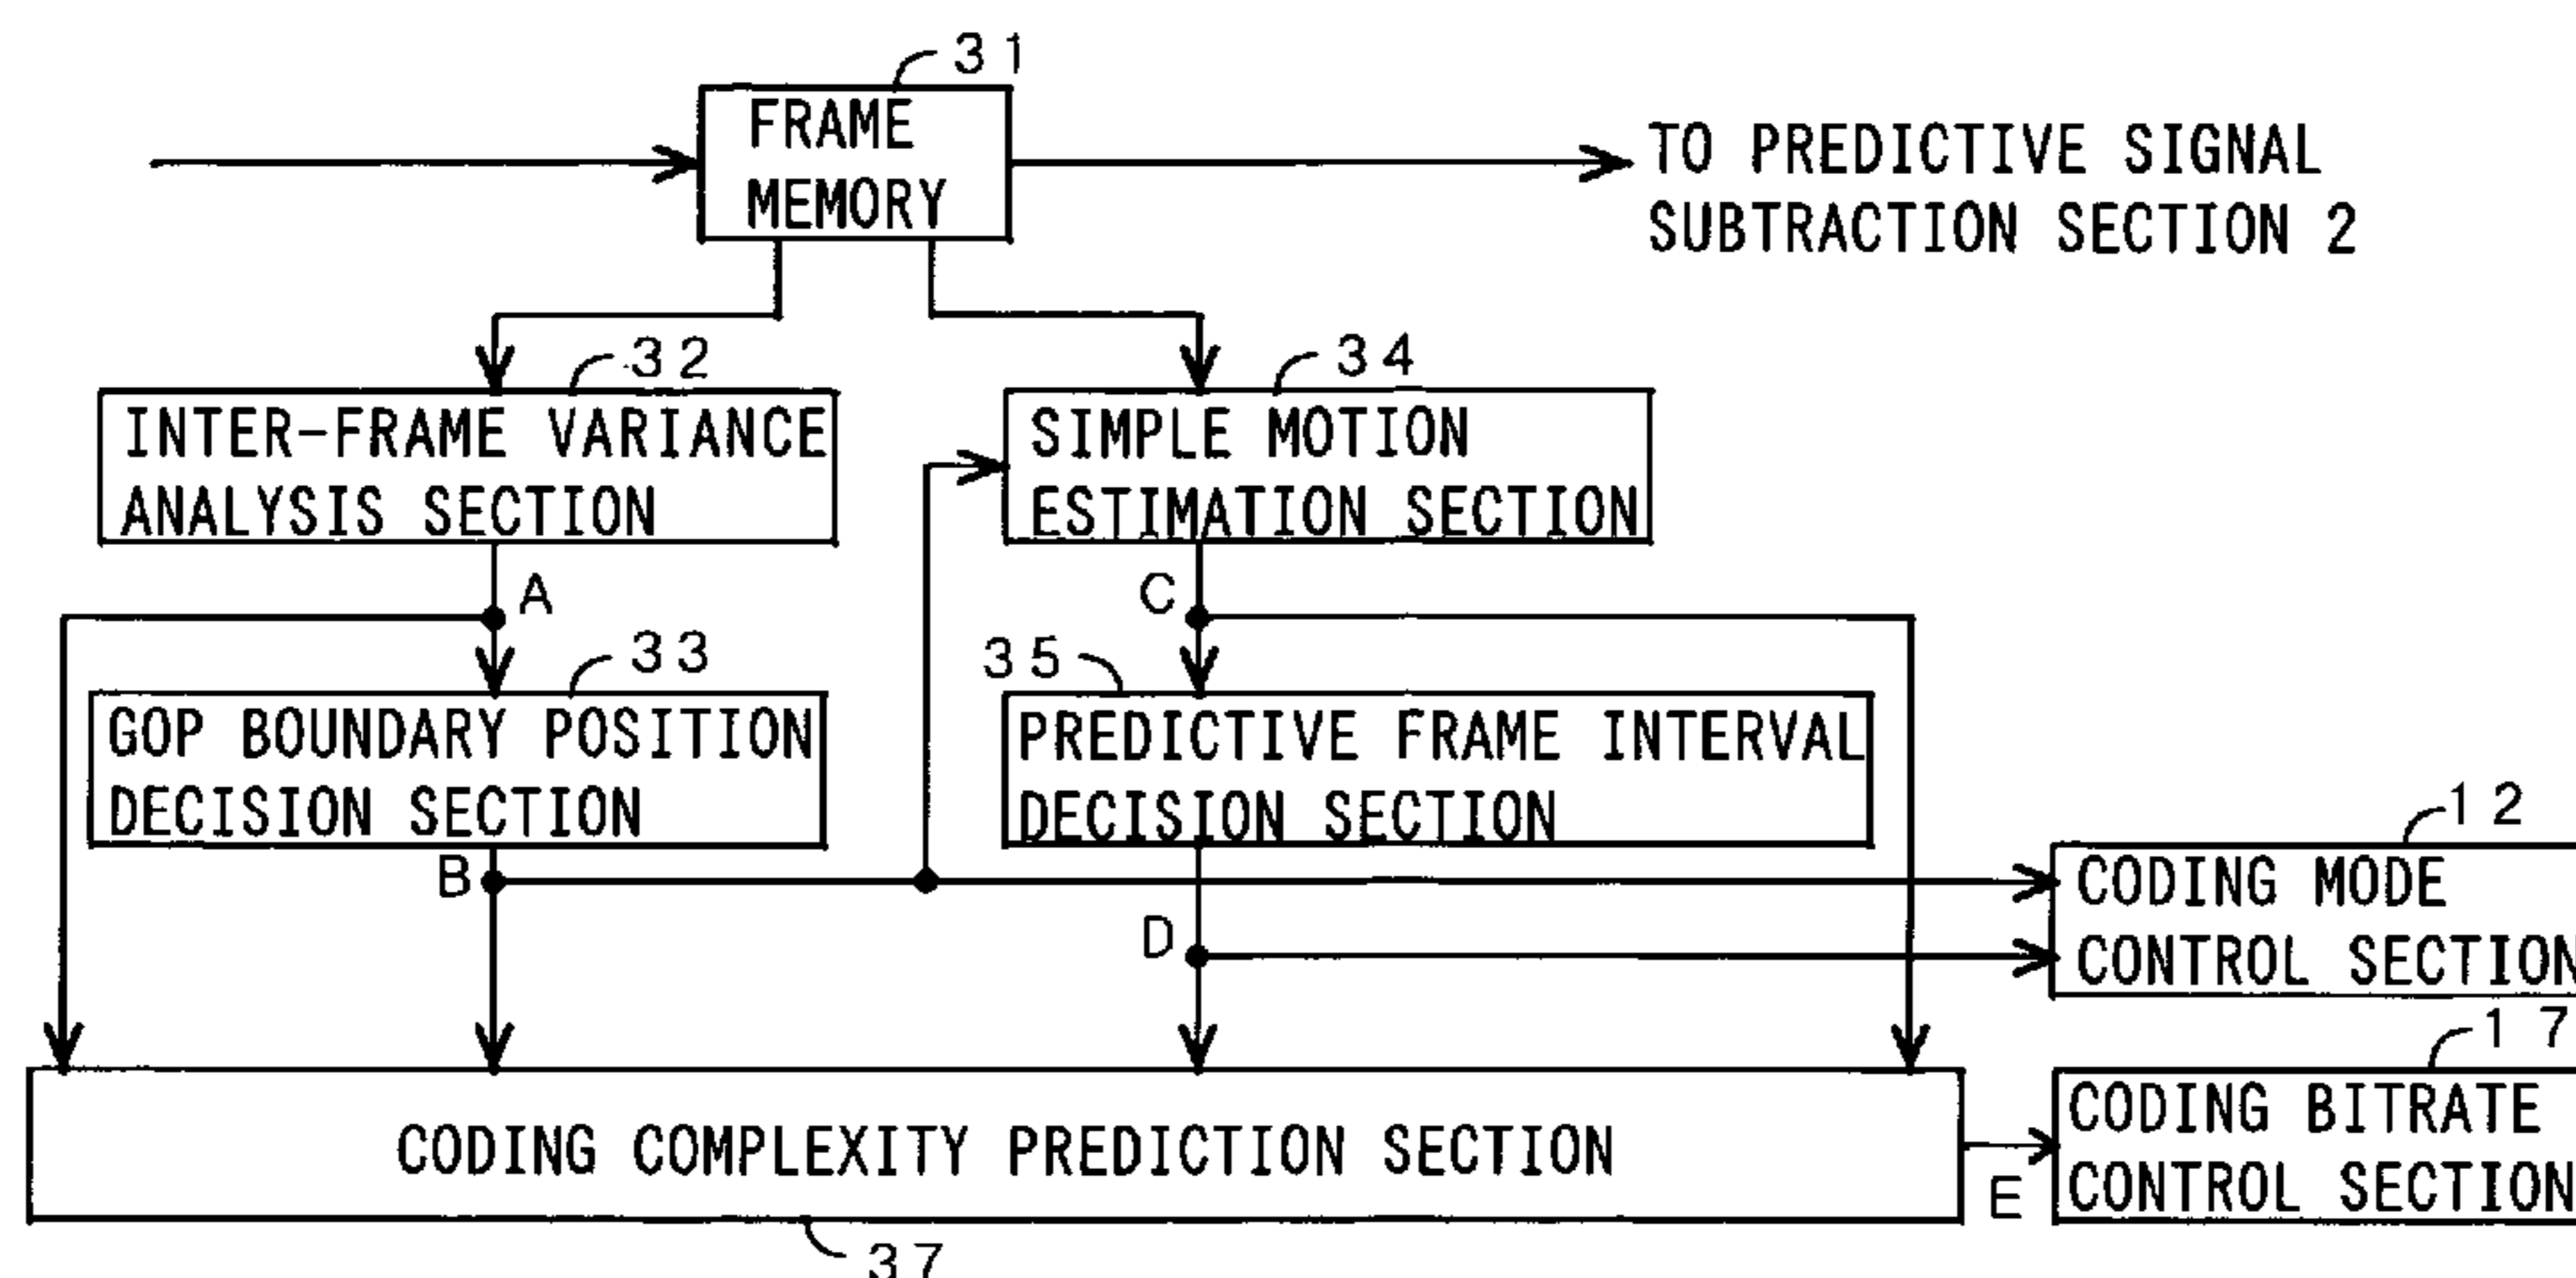 31
FRAME
MEMORY
TO PREDICTIVE SIGNAL
SUBTRACTION SECTION 2
32
34
INTER-FRAME VARIANCE
ANALYSIS SECTION
SIMPLE MOTION
ESTIMATION SECTION
A
C
33
35
GOP BOUNDARY POSITION
DECISION SECTION
PREDICTIVE FRAME INTERVAL
DECISION SECTION
12
B
CODING MODE
CONTROL SECTION
D
17
CODING COMPLEXITY PREDICTION SECTION
CODING BITRATE
CONTROL SECTION
E
37